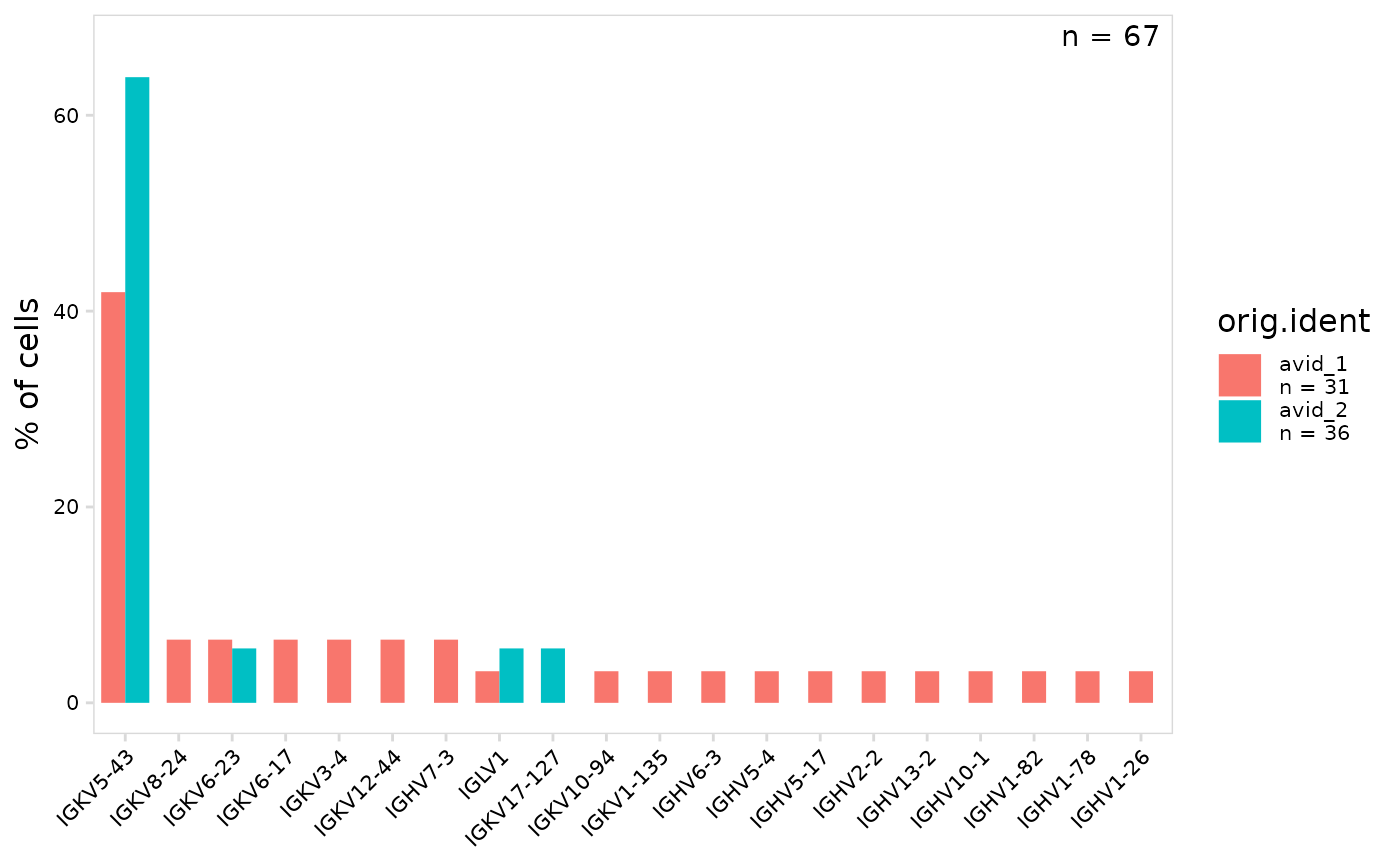 n = 67
% of cells
60
40
20
0
IGKV5-43
IGKV8-24
IGKV6-23
IGKV6-17
IGKV3-4
IGKV12-44
IGHV7-3
IGLV1
IGKV17-127
IGKV10-94
IGKV1-135
IGHV6-3
IGHV5-4
IGHV5-17
IGHV2-2
IGHV13-2
IGHV10-1
IGHV1-82
IGHV1-78
IGHV1-26
orig.ident
avid_1
n = 31
avid_2
n = 36